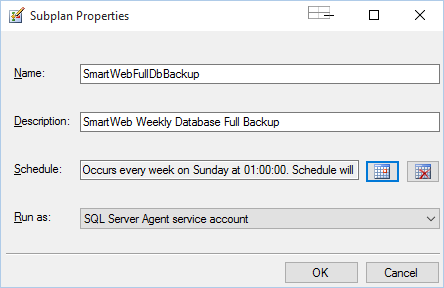 Subplan Properties
Name: SmartWebFullDbBackup
Description: SmartWeb Weekly Database Full Backup
Schedule: Occurs every week on Sunday at 01:00:00. Schedule will
Run as: SQL Server Agent service account
OK Cancel